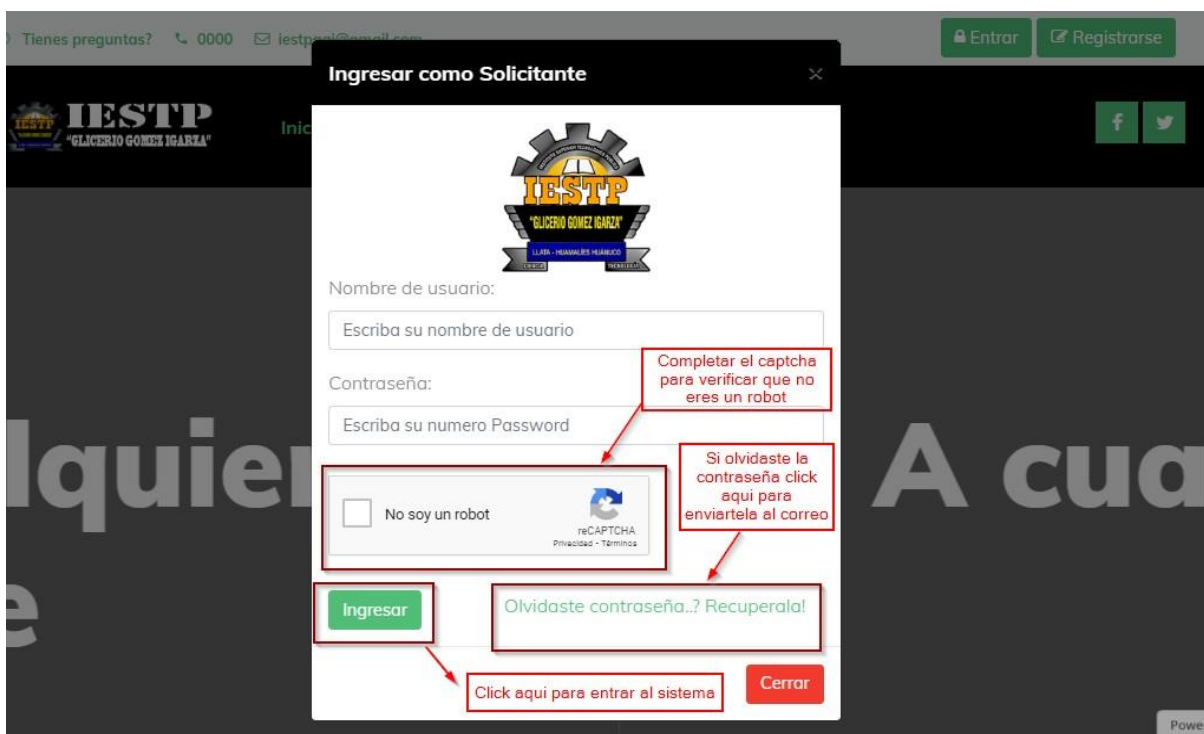 Tienes preguntas? 0000
Entrar
Registrarse
Ingresar como Solicitante
IESTP
"GLICERIO GOMEZ IGARZA"
Inic
IESTP
"GLICERIO GOMEZ IGARZA"
LLATA - HUAMALÍES HUÁNUCO
CIENCIA
TECNOLOGIA
Nombre de usuario:
Escriba su nombre de usuario
Completar el captcha
para verificar que no
eres un robot
Contraseña:
Escriba su numero Password
Si olvidaste la
contraseña click
aqui para
enviartela al correo
lquier
A cua
e
No soy un robot
reCAPTCHA
Privacidad - Términos
Ingresar
Olvidaste contraseña..? Recuperala!
Click aqui para entrar al sistema
Cerrar
Powe